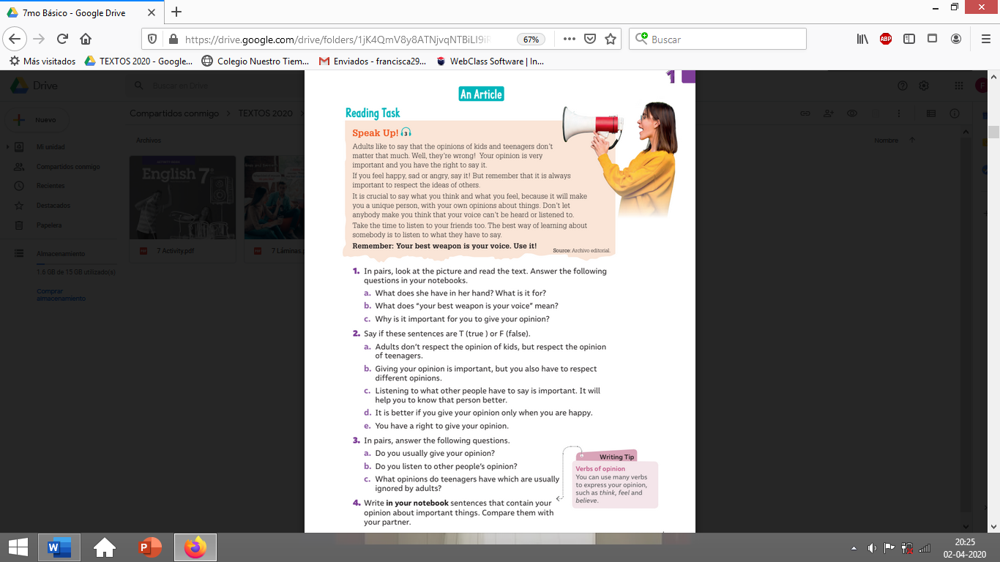 7mo Básico - Google Drive
https://drive.google.com/drive/folders/1jK4QmV8y8ATNjvqNTBiLI9iR
67%
Buscar
Más visitados
TEXTOS 2020 - Google...
Colegio Nuestro Tiem...
Enviados - francisca29...
WebClass Software | In...
Drive
Buscar en Drive
Nuevo
Compartidos conmigo
TEXTOS 2020
Archivos
Nombre
Mi unidad
Compartidos conmigo
Recientes
Destacados
Papelera
Almacenamiento
1.6 GB de 15 GB utilizado(s)
Comprar
almacenamiento
English 7
7 Activity.pdf
7 Láminas.p
1
An Article
Reading Task
Speak Up! 3
Adults like to say that the opinions of kids and teenagers don't
matter that much. Well, they're wrong! Your opinion is very
important and you have the right to say it.
If you feel happy, sad or angry, say it! But remember that it is always
important to respect the ideas of others.
It is crucial to say what you think and what you feel, because it will make
you a unique person, with your own opinions about things. Don't let
anybody make you think that your voice can't be heard or listened to.
Take the time to listen to your friends too. The best way of learning about
somebody is to listen to what they have to say.
Remember: Your best weapon is your voice. Use it!
Source: Archivo editorial.
1. In pairs, look at the picture and read the text. Answer the following
questions in your notebooks.
a. What does she have in her hand? What is it for?
b. What does "your best weapon is your voice" mean?
c. Why is it important for you to give your opinion?
2. Say if these sentences are T (true ) or F (false).
a. Adults don't respect the opinion of kids, but respect the opinion
of teenagers.
b. Giving your opinion is important, but you also have to respect
different opinions.
c. Listening to what other people have to say is important. It will
help you to know that person better.
d. It is better if you give your opinion only when you are happy.
e. You have a right to give your opinion.
3. In pairs, answer the following questions.
a. Do you usually give your opinion?
b. Do you listen to other people's opinion?
c. What opinions do teenagers have which are usually
ignored by adults?
4. Write in your notebook sentences that contain your
opinion about important things. Compare them with
your partner.
Writing Tip
Verbs of opinion
You can use many verbs
to express your opinion,
such as think, feel and
believe.
20:25
02-04-2020